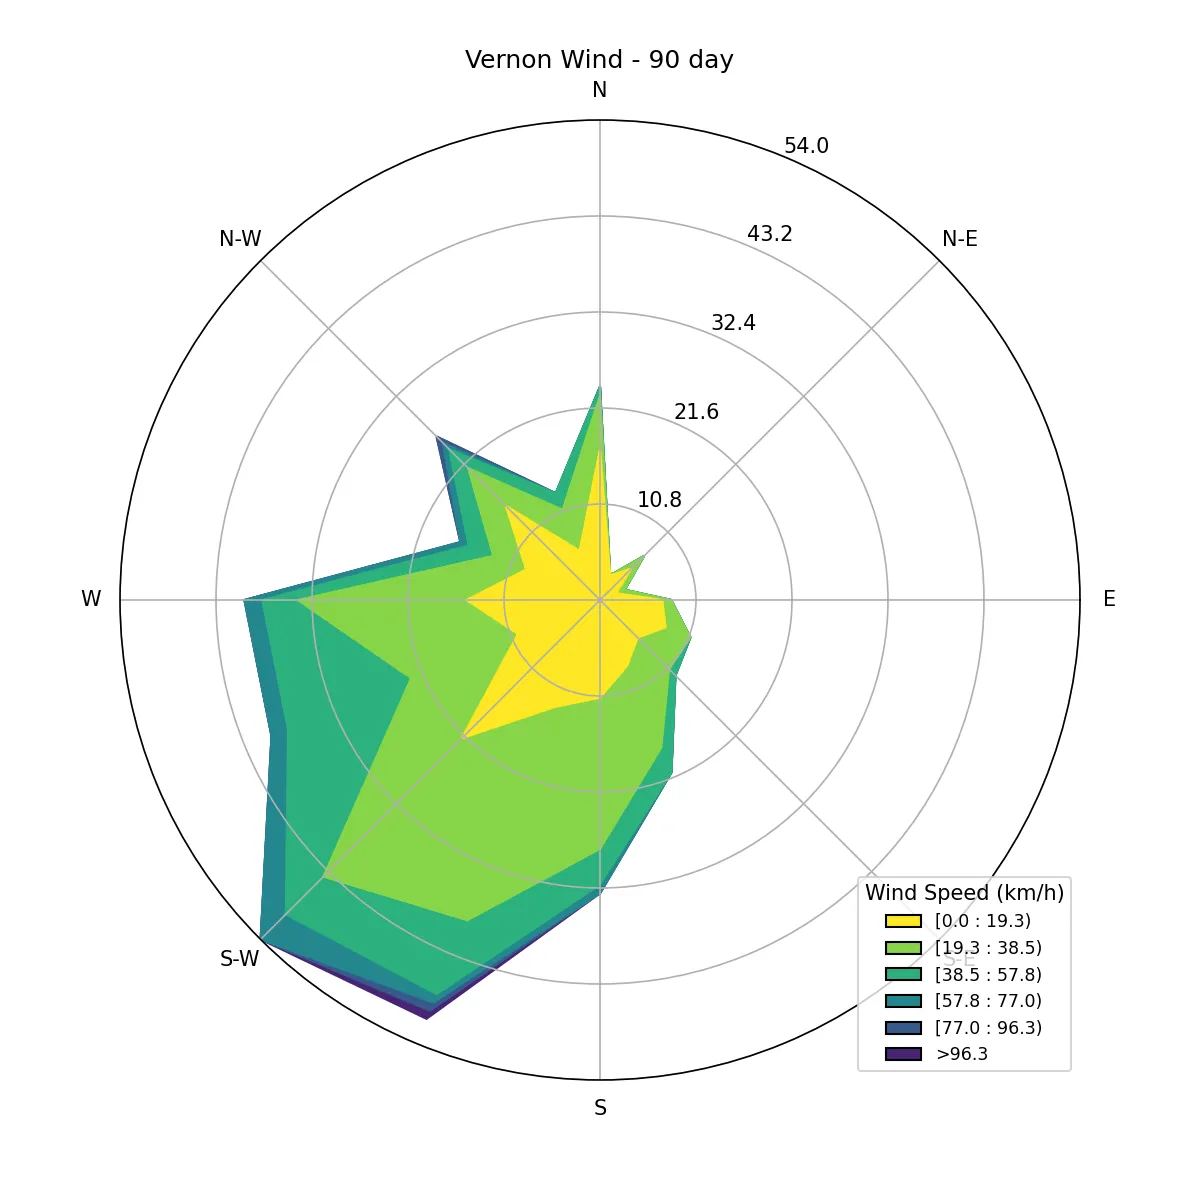 Vernon Wind - 90 day
N
54.0
N-W
43.2
N-E
32.4
21.6
10.8
W
E
S-W
S-E
S
Wind Speed (km/h)
[0.0 : 19.3)
[19.3 : 38.5)
[38.5 : 57.8)
[57.8 : 77.0)
[77.0 : 96.3)
>96.3